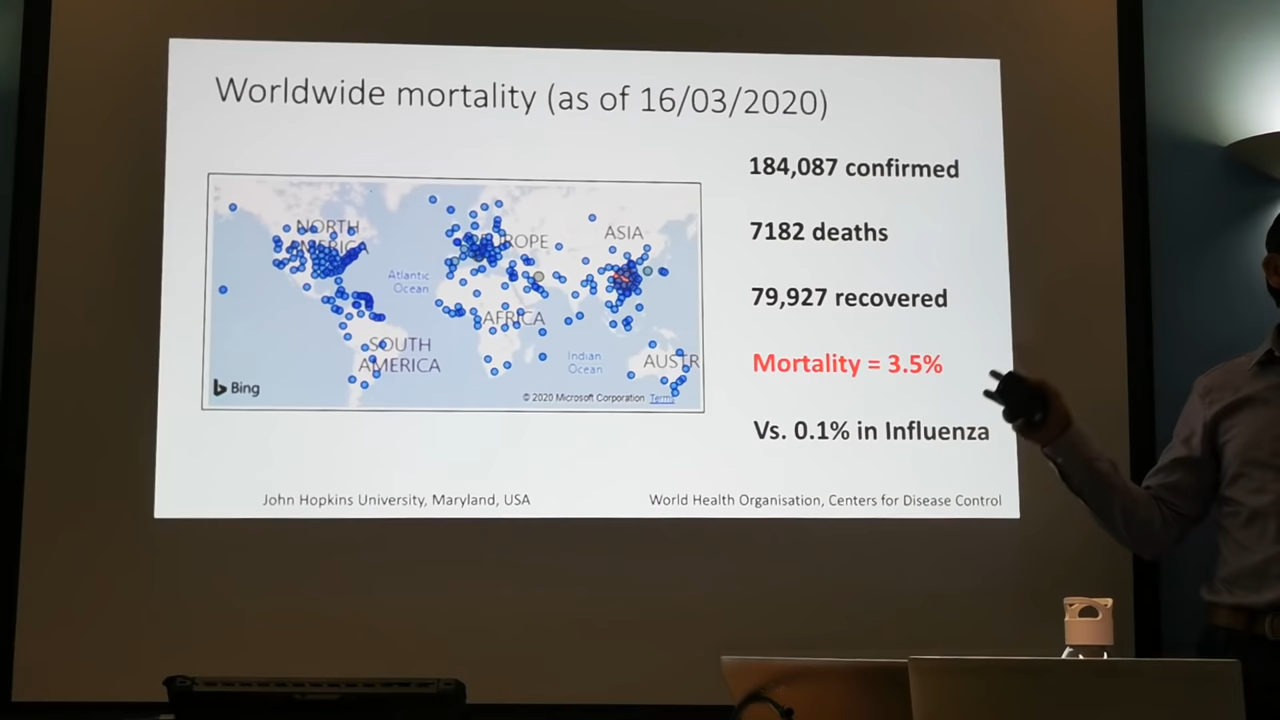 Worldwide mortality (as of 16/03/2020)
184,087 confirmed
7182 deaths
79,927 recovered
Mortality = 3.5%
Vs. 0.1% in Influenza
NORTH
AMERICA
EUROPE
ASIA
Atlantic
Ocean
AFRICA
SOUTH
AMERICA
Indian
Ocean
AUSTR
Bing
© 2020 Microsoft Corporation Terms
John Hopkins University, Maryland, USA
World Health Organisation, Centers for Disease Control